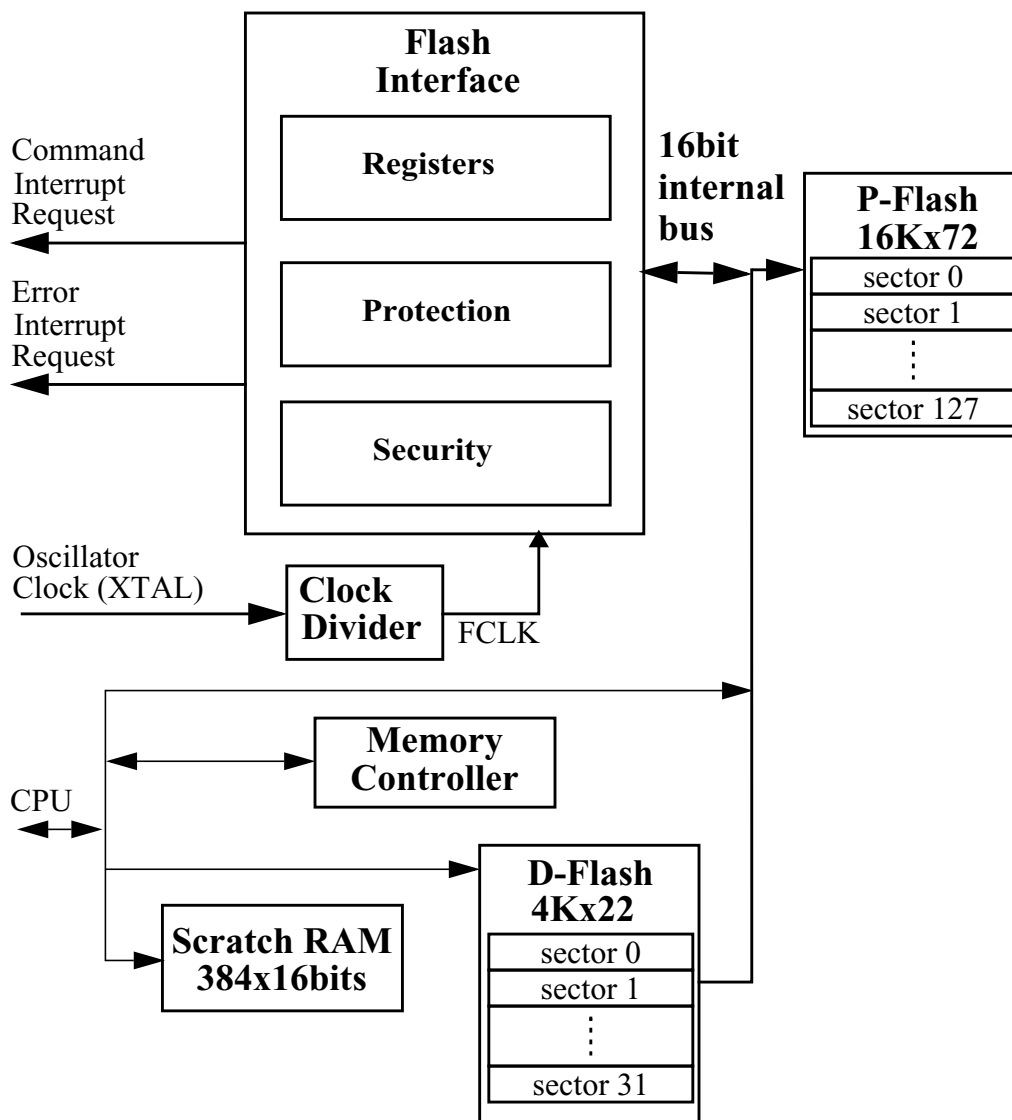 Flash
Interface
Registers
Protection
Security
Command
Interrupt
Request
Error
Interrupt
Request
16bit
internal
bus
P-Flash
16Kx72
sector 0
sector 1
sector 127
Oscillator
Clock (XTAL)
Clock
Divider
FCLK
Memory
Controller
CPU
D-Flash
4Kx22
sector 0
sector 1
sector 31
Scratch RAM
384x16bits